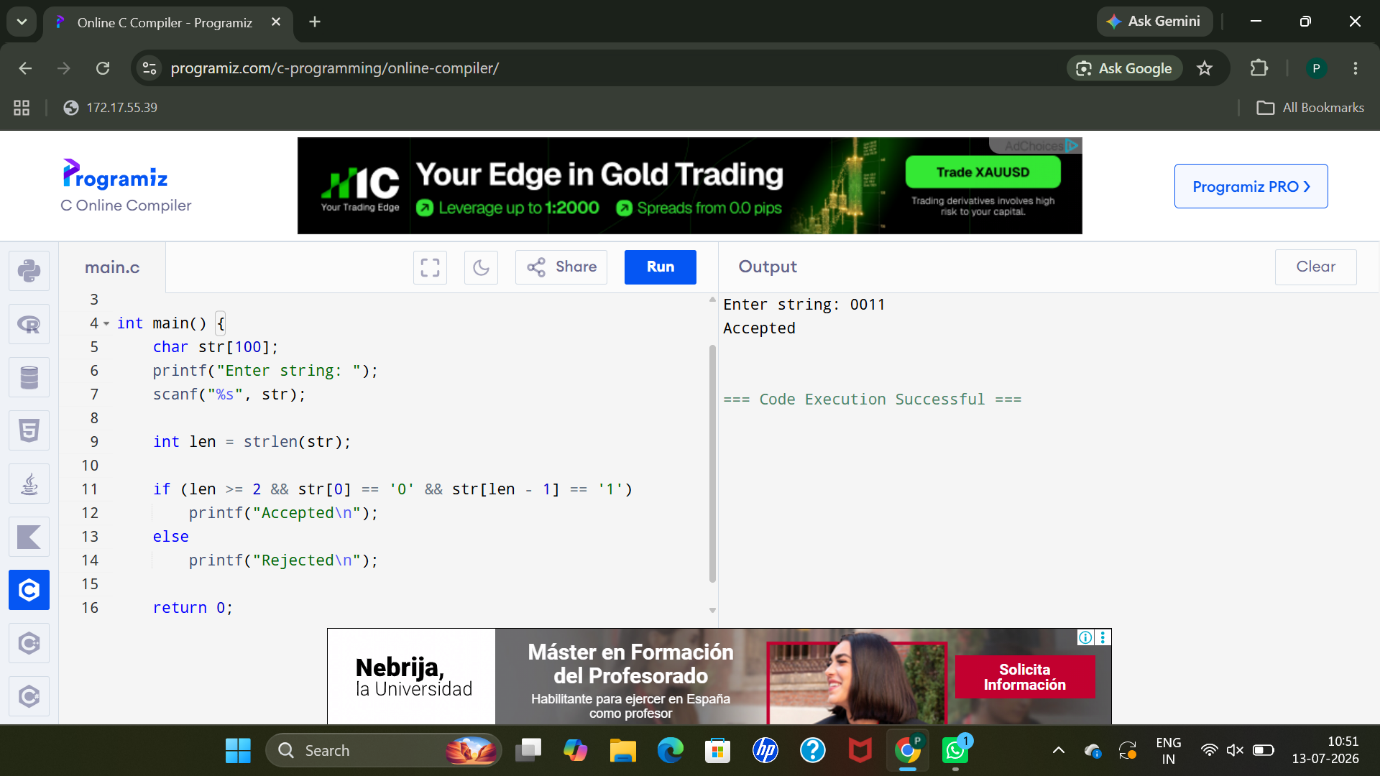 Online C Compiler - Programiz
Ask Gemini
programiz.com/c-programming/online-compiler/
Ask Google
P
172.17.55.39
All Bookmarks
Programiz
C Online Compiler
AdChoices
IC
Your Trading Edge
Your Edge in Gold Trading
Leverage up to 1:2000 Spreads from 0.0 pips
Trade XAUUSD
Trading derivatives involves high
risk to your capital.
Programiz PRO >
main.c
Share
Run
Output
Clear
3
4 int main() {
5 char str[100];
6 printf("Enter string: ");
7 scanf("%s", str);
8
9 int len = strlen(str);
10
11 if (len >= 2 && str[0] == '0' && str[len - 1] == '1')
12 printf("Accepted\n");
13 else
14 printf("Rejected\n");
15
16 return 0;
Enter string: 0011
Accepted
=== Code Execution Successful ===
Nebrija,
la Universidad
Máster en Formación
del Profesorado
Habilitante para ejercer en España
como profesor
Solicita
Información
Search
hp
P
1
ENG
IN
10:51
13-07-2026